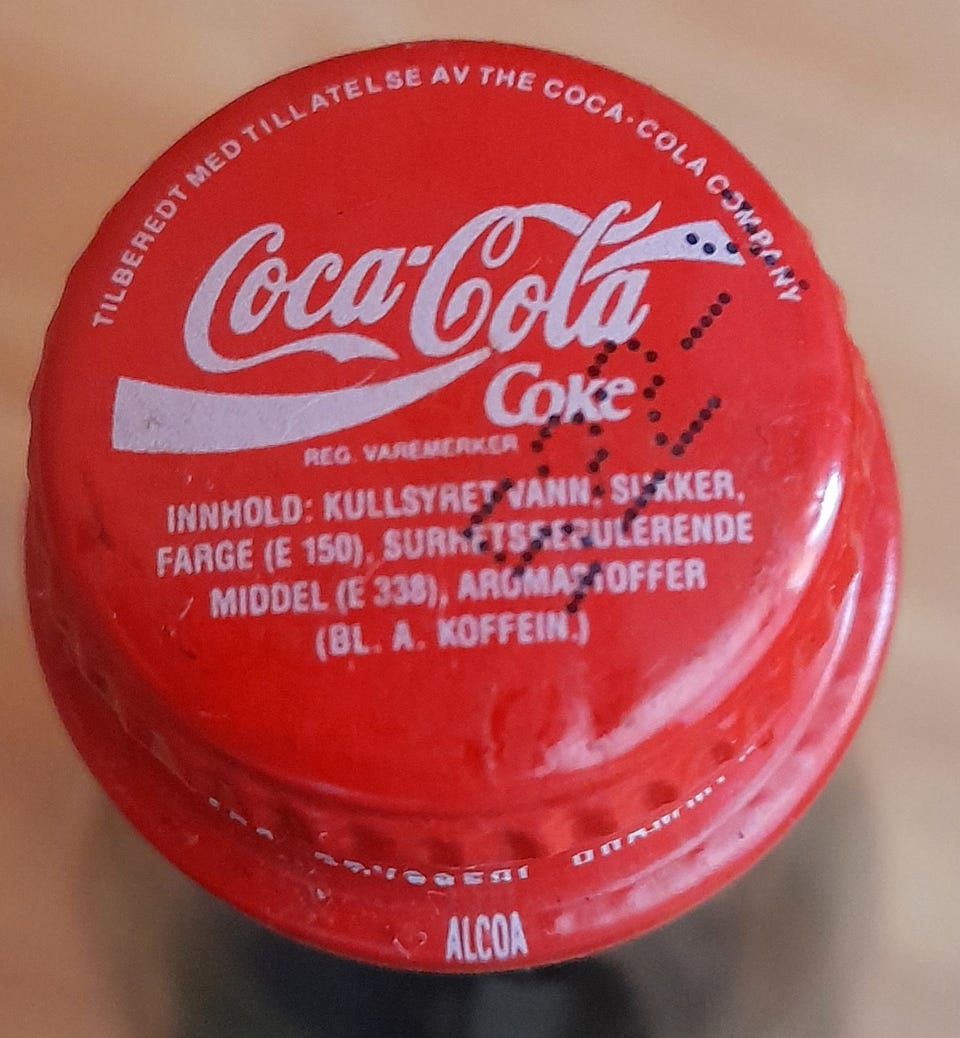 TILBEREDT MED TILLATELSE AV THE COCA-COLA COMPANY
Coca-Cola
Coke
REG. VAREMERKER
INNHOLD: KULLSYRET VANN, SUKKER,
FARGE (E 150), SURHETSREGULERENDE
MIDDEL (E 338), AROMASTOFFER
(BL. A. KOFFEIN.)
ALCOA